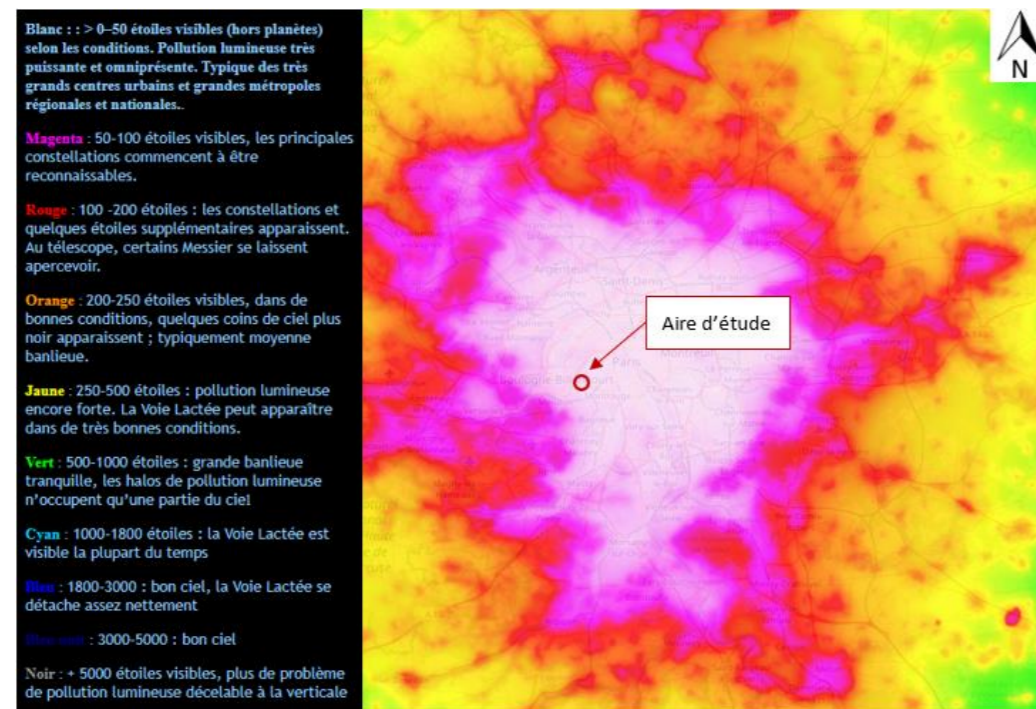 Blanc : : > 0–50 étoiles visibles (hors planètes)
selon les conditions. Pollution lumineuse très
puissante et omniprésente. Typique des très
grands centres urbains et grandes métropoles
régionales et nationales..
Magenta : 50-100 étoiles visibles, les principales
constellations commencent à être
reconnaissables.
Rouge : 100 -200 étoiles : les constellations et
quelques étoiles supplémentaires apparaissent.
Au télescope, certains Messier se laissent
apercevoir.
Orange : 200-250 étoiles visibles, dans de
bonnes conditions, quelques coins de ciel plus
noir apparaissent ; typiquement moyenne
banlieue.
Jaune : 250-500 étoiles : pollution lumineuse
encore forte. La Voie Lactée peut apparaître
dans de très bonnes conditions.
Vert : 500-1000 étoiles : grande banlieue
tranquille, les halos de pollution lumineuse
n'occupent qu'une partie du ciel
Cyan : 1000-1800 étoiles : la Voie Lactée est
visible la plupart du temps
Bleu : 1800-3000 : bon ciel, la Voie Lactée se
détache assez nettement
Bleu nuit : 3000-5000 : bon ciel
Noir : + 5000 étoiles visibles, plus de problème
de pollution lumineuse décelable à la verticale
N
Argenteuil
Saint-Denis
Aire d'étude
Paris
Montreuil
Boulogne-Billancourt